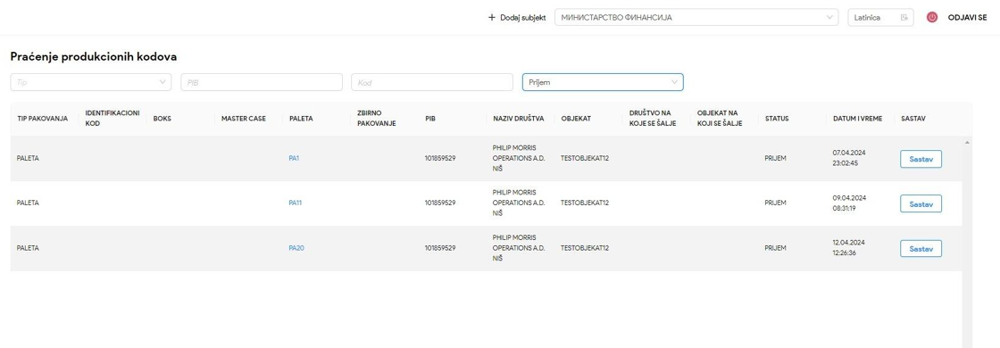 Dodaj subjekt МИНИСТАРСТВО ФИНАНСИЈА Latinica ODJAVI SE
Praćenje produkcionih kodova
Tip PIB Kod Prijem
TIP PAKOVANJA IDENTIFIKACIONI KOD BOKS MASTER CASE PALETA ZBIRNO PAKOVANJE PIB NAZIV DRUŠTVA OBJEKAT DRUŠTVO NA KOJE SE ŠALJE OBJEKAT NA KOJI SE ŠALJE STATUS DATUM I VREME SASTAV
PALETA PA1 101859529 PHILIP MORRIS OPERATIONS A.D. NIŠ TESTOBJEKAT12 PRIJEM 07.04.2024 23:02:45 Sastav
PALETA PA11 101859529 PHILIP MORRIS OPERATIONS A.D. NIŠ TESTOBJEKAT12 PRIJEM 09.04.2024 08:31:19 Sastav
PALETA PA20 101859529 PHILIP MORRIS OPERATIONS A.D. NIŠ TESTOBJEKAT12 PRIJEM 12.04.2024 12:26:36 Sastav